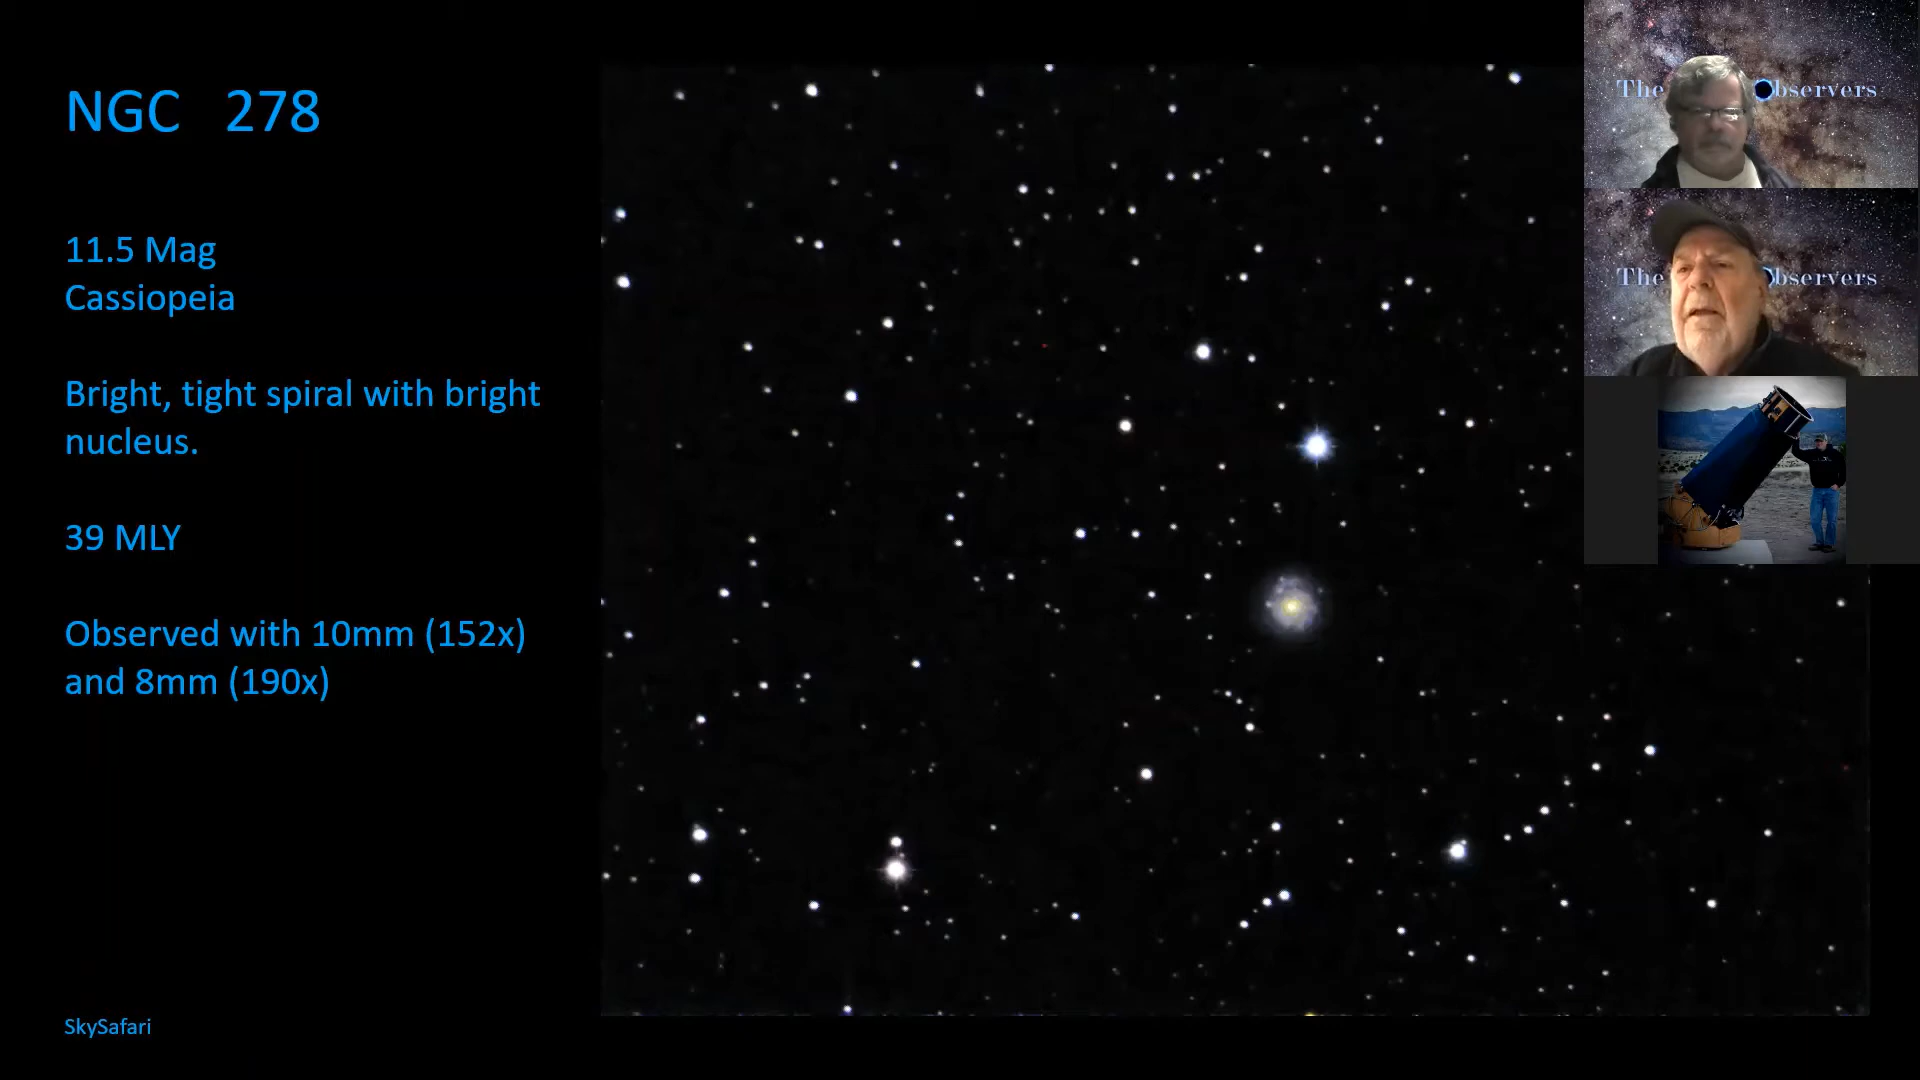 NGC 278
11.5 Mag
Cassiopeia
Bright, tight spiral with bright
nucleus.
39 MLY
Observed with 10mm (152x)
and 8mm (190x)
SkySafari
The Observers
The Observers